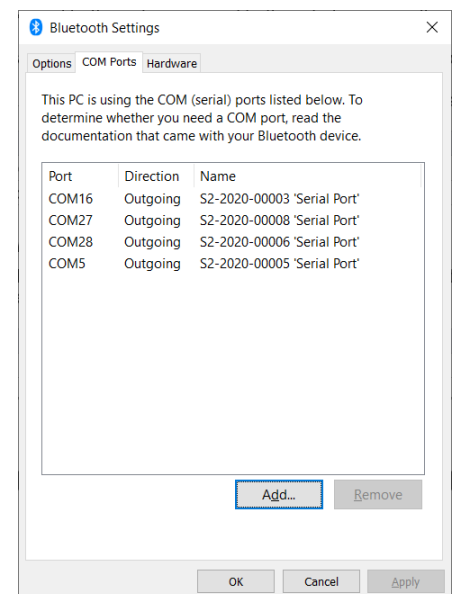 Bluetooth Settings
Options COM Ports Hardware
This PC is using the COM (serial) ports listed below. To
determine whether you need a COM port, read the
documentation that came with your Bluetooth device.
Port Direction Name
COM16 Outgoing S2-2020-00003 'Serial Port'
COM27 Outgoing S2-2020-00008 'Serial Port'
COM28 Outgoing S2-2020-00006 'Serial Port'
COM5 Outgoing S2-2020-00005 'Serial Port'
Add... Remove
OK Cancel Apply